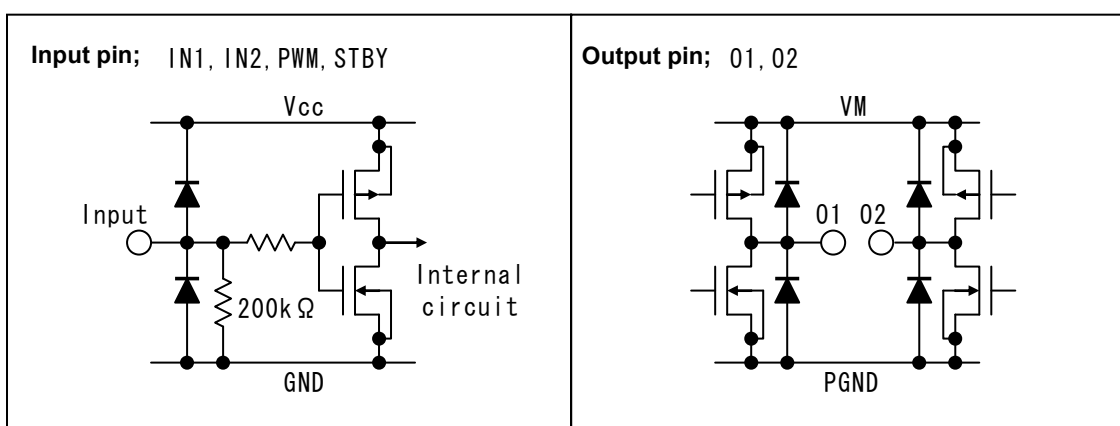 Input pin; IN1, IN2, PWM, STBY
Vcc
Input
Internal
circuit
200kΩ
GND
Output pin; O1, O2
VM
O1 O2
PGND